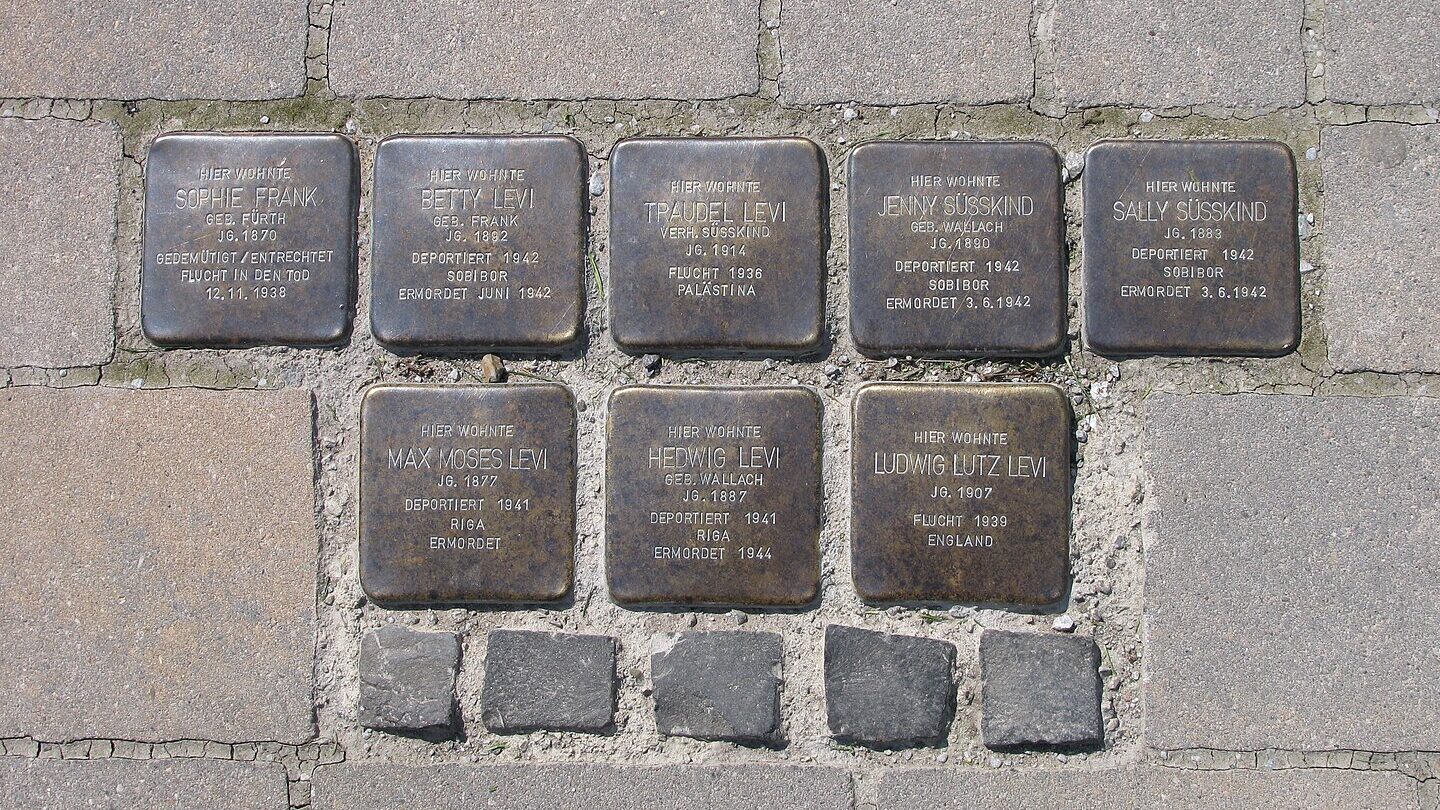 HIER WOHNTE
SOPHIE FRANK
GEB. FÜRTH
JG. 1870
GEDEMÜTIGT/ENTRECHTET
FLUCHT IN DEN TOD
12.11.1938
HIER WOHNTE
BETTY LEVI
GEB. FRANK
JG. 1892
DEPORTIERT 1942
SOBIBOR
ERMORDET JUNI 1942
HIER WOHNTE
TRAUDEL LEVI
VERH. SÜSSKIND
JG. 1914
FLUCHT 1936
PALÄSTINA
HIER WOHNTE
JENNY SÜSSKIND
GEB. WALLACH
JG. 1890
DEPORTIERT 1942
SOBIBOR
ERMORDET 3.6.1942
HIER WOHNTE
SALLY SÜSSKIND
JG. 1883
DEPORTIERT 1942
SOBIBOR
ERMORDET 3.6.1942
HIER WOHNTE
MAX MOSES LEVI
JG. 1877
DEPORTIERT 1941
RIGA
ERMORDET
HIER WOHNTE
HEDWIG LEVI
GEB. WALLACH
JG. 1887
DEPORTIERT 1941
RIGA
ERMORDET 1944
HIER WOHNTE
LUDWIG LUTZ LEVI
JG. 1907
FLUCHT 1939
ENGLAND